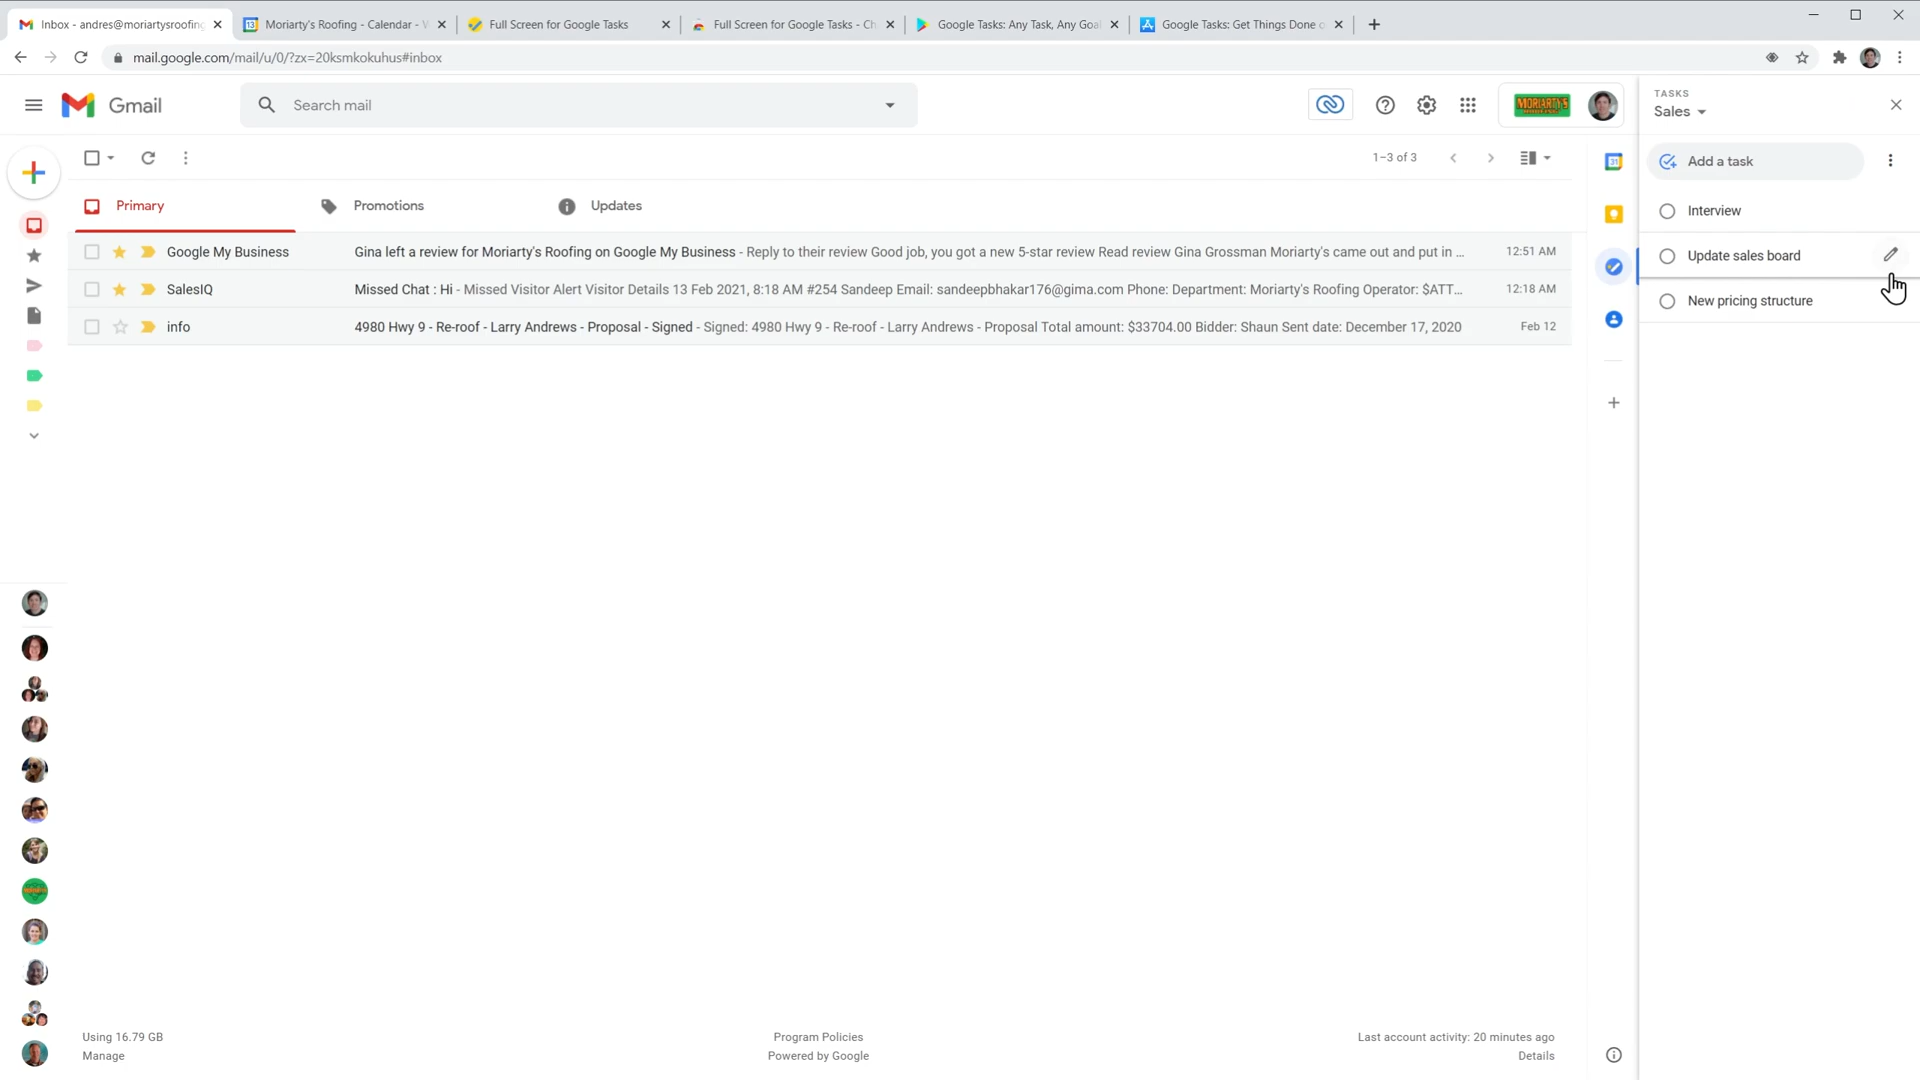 Inbox - andres@moriartysroofing
Moriarty's Roofing - Calendar - W
Full Screen for Google Tasks
Full Screen for Google Tasks - Ch
Google Tasks: Any Task, Any Goal
Google Tasks: Get Things Done o
mail.google.com/mail/u/0/?zx=20ksmkokuhus#inbox
Gmail
Search mail
MORIARTY'S
TASKS
Sales
1–3 of 3
31
Add a task
Primary
Promotions
Updates
Interview
Google My Business
Gina left a review for Moriarty's Roofing on Google My Business - Reply to their review Good job, you got a new 5-star review Read review Gina Grossman Moriarty's came out and put in ...
12:51 AM
Update sales board
SalesIQ
Missed Chat : Hi - Missed Visitor Alert Visitor Details 13 Feb 2021, 8:18 AM #254 Sandeep Email: sandeepbhakar176@gima.com Phone: Department: Moriarty's Roofing Operator: $ATT...
12:18 AM
New pricing structure
info
4980 Hwy 9 - Re-roof - Larry Andrews - Proposal - Signed - Signed: 4980 Hwy 9 - Re-roof - Larry Andrews - Proposal Total amount: $33704.00 Bidder: Shaun Sent date: December 17, 2020
Feb 12
Using 16.79 GB
Manage
Program Policies
Powered by Google
Last account activity: 20 minutes ago
Details